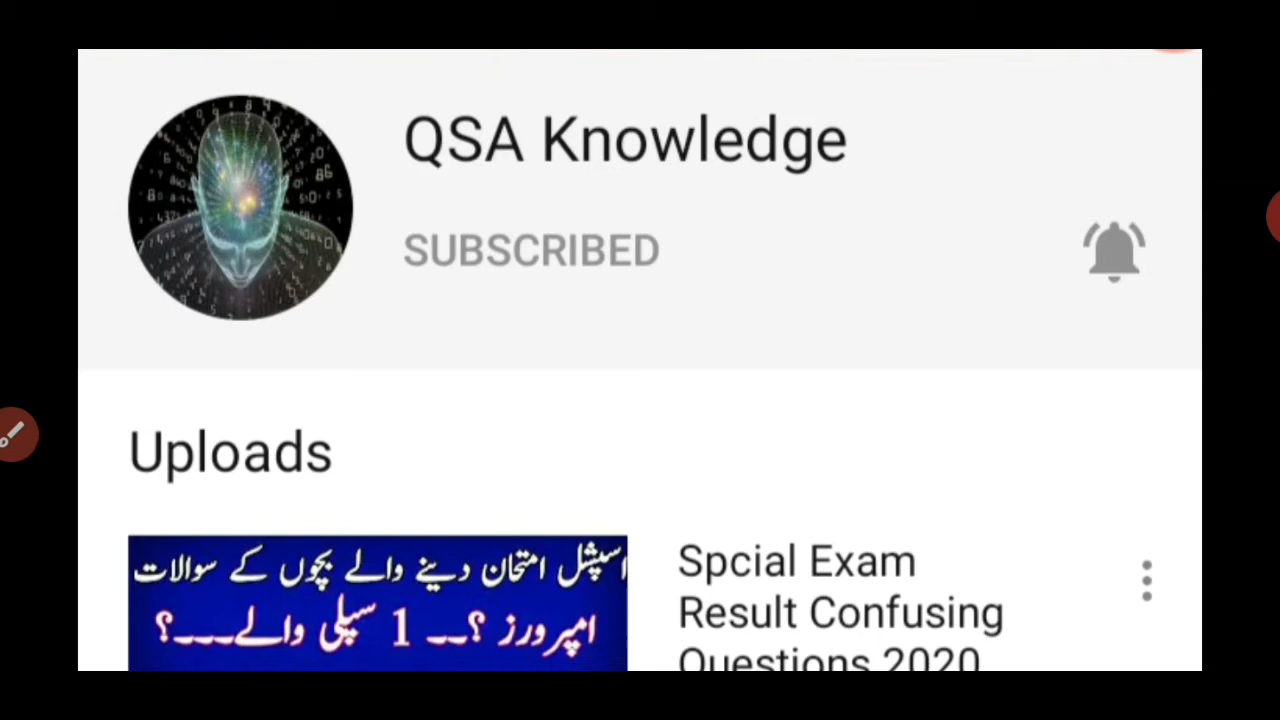 QSA Knowledge
SUBSCRIBED
Uploads
اسپیشل امتحان دینے والے بچوں کے سوالات
امپرورز ؟.. 1 سپلی والے...؟
Spcial Exam
Result Confusing
Questions 2020